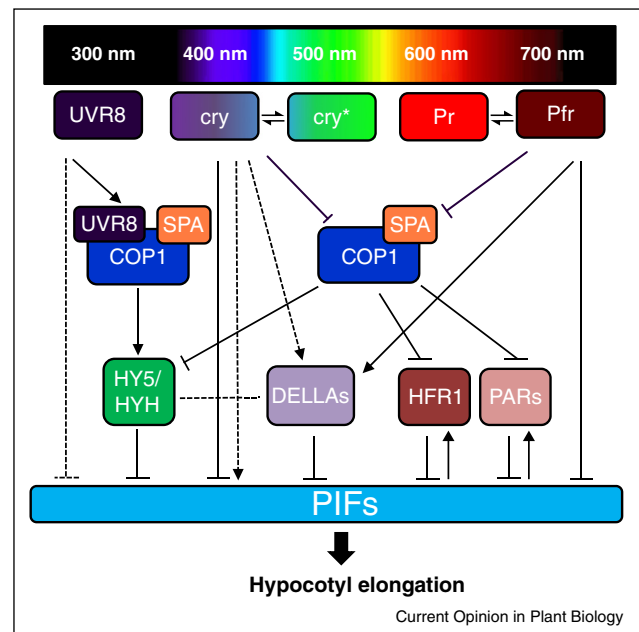 300 nm 400 nm 500 nm 600 nm 700 nm
UVR8 cry cry* Pr Pfr
UVR8 SPA
COP1
SPA
COP1
HY5/
HYH
DELLAs
HFR1
PARs
PIFs
Hypocotyl elongation
Current Opinion in Plant Biology